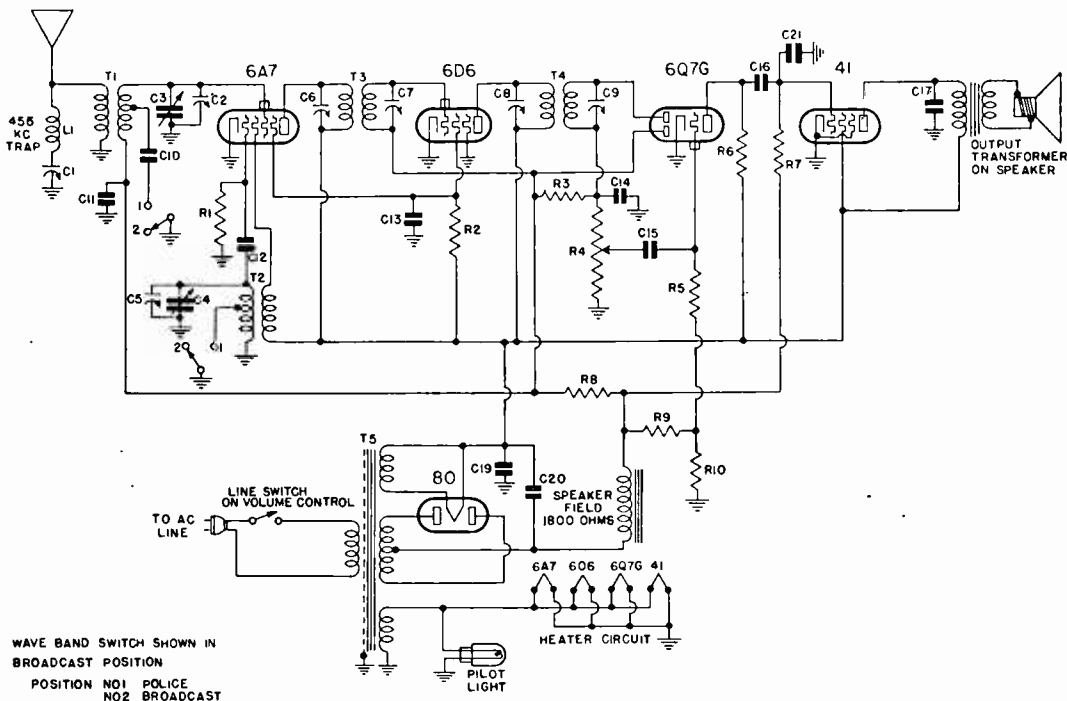 6A7
6D6
6Q7G
41
T1
C3
C2
C6
T3
C7
C8
T4
C9
C16
C21
C17
456
KC
TRAP
L1
C1
C10
C11
1
2
R1
C13
R2
R3
C14
R4
C15
R5
R6
R7
OUTPUT
TRANSFORMER
ON SPEAKER
T2
C5
C4
2
1
R8
R9
R10
T5
80
C19
C20
SPEAKER
FIELD
1800 OHMS
LINE SWITCH
ON VOLUME CONTROL
TO AC
LINE
6A7 6D6 6Q7G 41
HEATER CIRCUIT
PILOT
LIGHT
WAVE BAND SWITCH SHOWN IN
BROADCAST POSITION
POSITION NO1 POLICE
NO2 BROADCAST